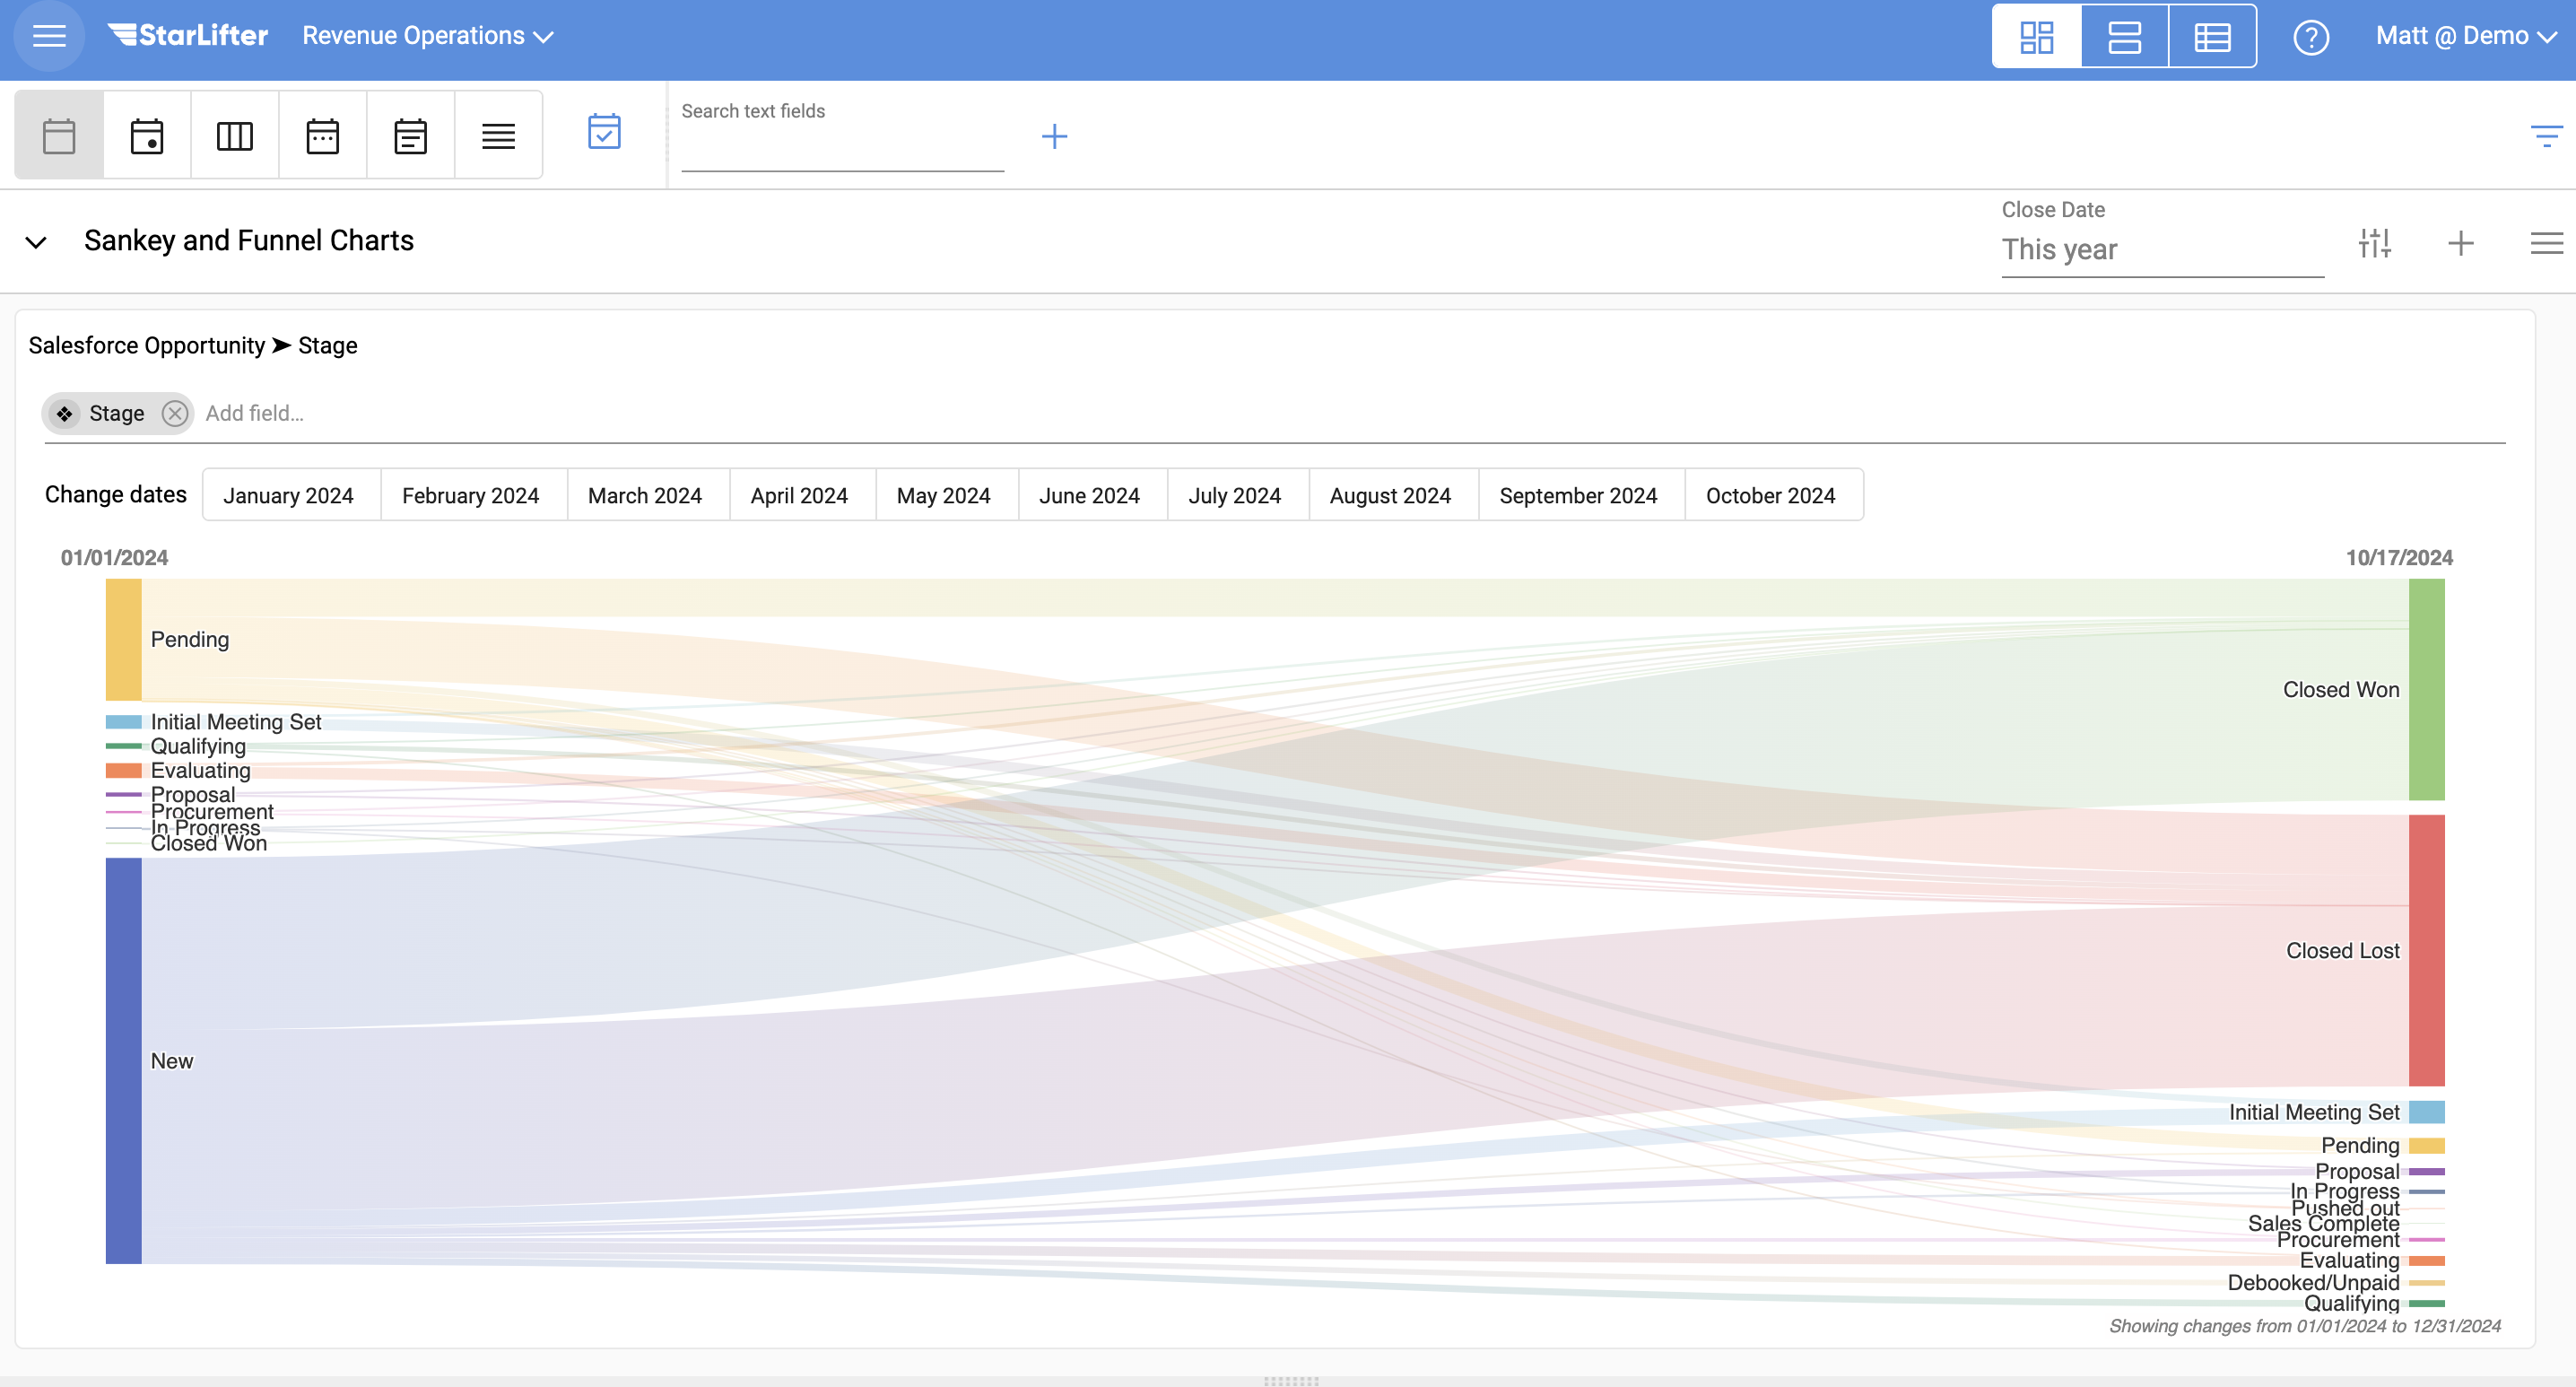 StarLifter
Revenue Operations
Matt @ Demo
Search text fields
Sankey and Funnel Charts
Close Date
This year
Salesforce Opportunity ➤ Stage
Stage
Add field...
Change dates
January 2024
February 2024
March 2024
April 2024
May 2024
June 2024
July 2024
August 2024
September 2024
October 2024
01/01/2024
10/17/2024
Pending
Initial Meeting Set
Qualifying
Evaluating
Proposal
Procurement
In Progress
Closed Won
New
Closed Won
Closed Lost
Initial Meeting Set
Pending
Proposal
In Progress
Pushed out
Sales Complete
Procurement
Evaluating
Debooked/Unpaid
Qualifying
Showing changes from 01/01/2024 to 12/31/2024